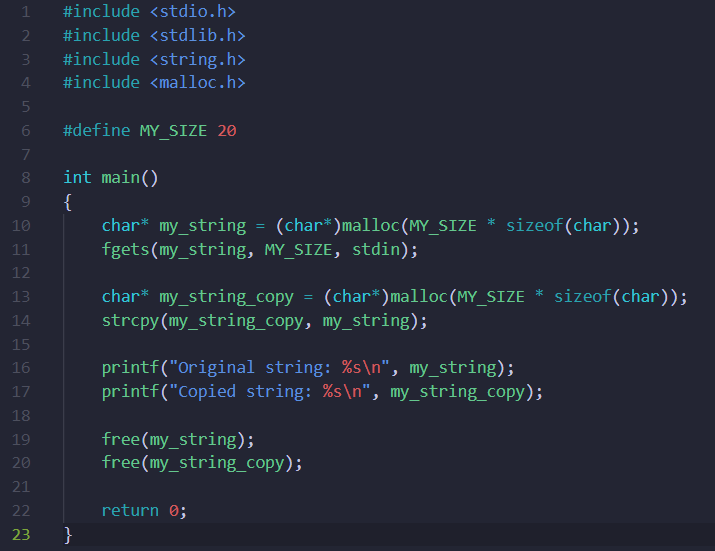 1 #include <stdio.h>
2 #include <stdlib.h>
3 #include <string.h>
4 #include <malloc.h>
5
6 #define MY_SIZE 20
7
8 int main()
9 {
10     char* my_string = (char*)malloc(MY_SIZE * sizeof(char));
11     fgets(my_string, MY_SIZE, stdin);
12
13     char* my_string_copy = (char*)malloc(MY_SIZE * sizeof(char));
14     strcpy(my_string_copy, my_string);
15
16     printf("Original string: %s\n", my_string);
17     printf("Copied string: %s\n", my_string_copy);
18
19     free(my_string);
20     free(my_string_copy);
21
22     return 0;
23 }